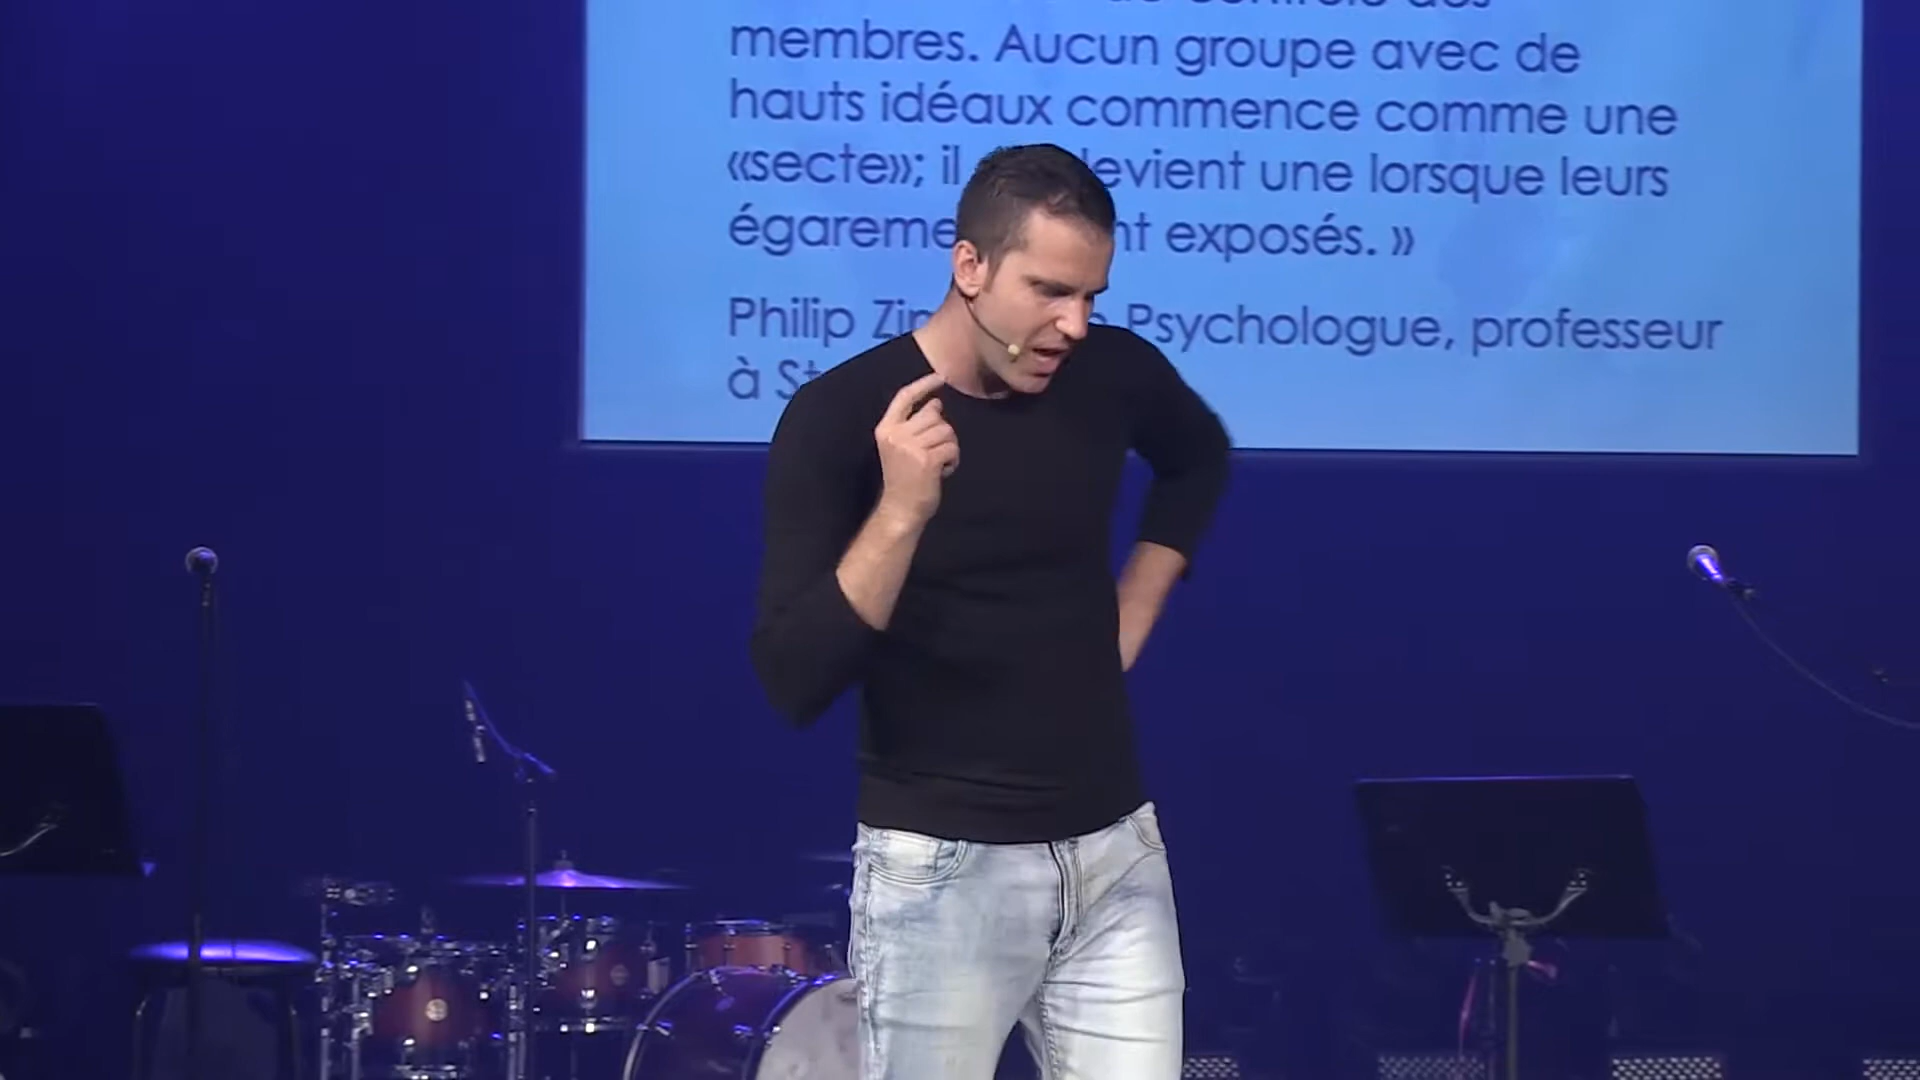 membres. Aucun groupe avec de
hauts idéaux commence comme une
«secte»; il une lorsque leurs
exposés. »
Philip Psychologue, professeur
à